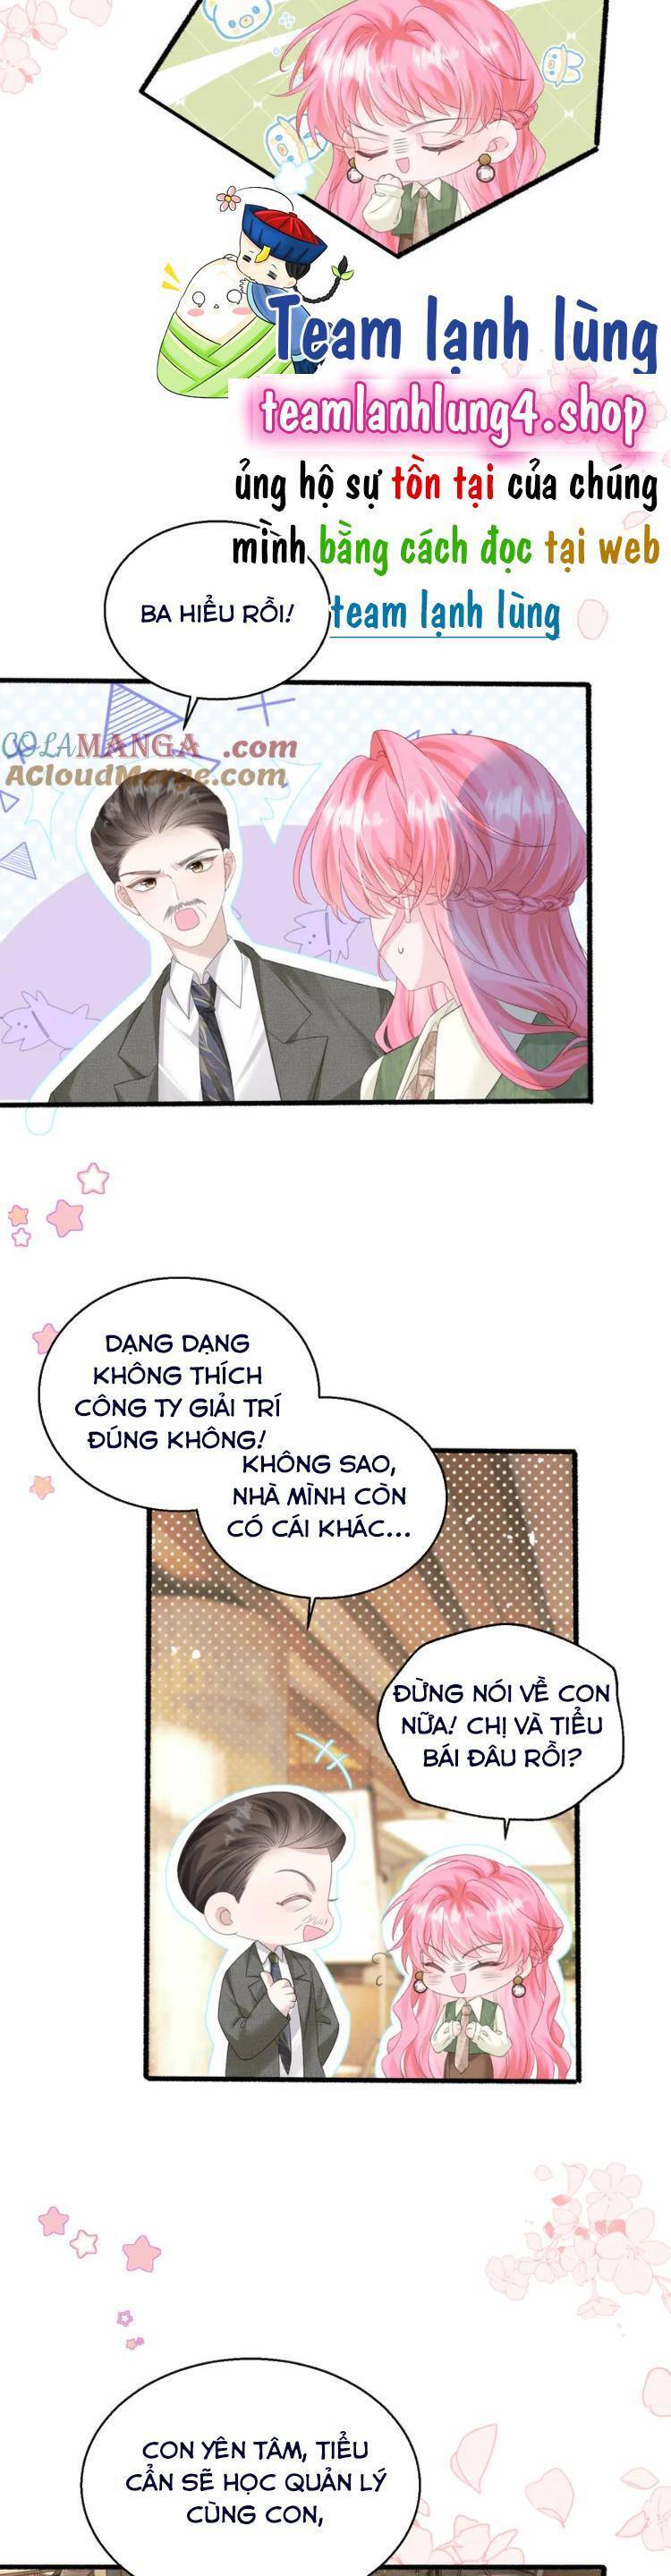 Team lạnh lùng
teamlanhlung4.shop
ủng hộ sự tồn tại của chúng
mình bằng cách đọc tại web
team lạnh lùng
BA HIỂU RỒI!
COLAMANGA.com
AcloudMerge.com
DẠNG DẠNG
KHÔNG THÍCH
CÔNG TY GIẢI TRÍ
ĐÚNG KHÔNG!
KHÔNG SAO,
NHÀ MÌNH CÒN
CÓ CÁI KHÁC...
ĐỪNG NÓI VỀ CON
NỮA! CHỊ VÀ TIỂU
BÁI ĐÂU RỒI?
CON YÊN TÂM, TIỂU
CẨN SẼ HỌC QUẢN LÝ
CÙNG CON,